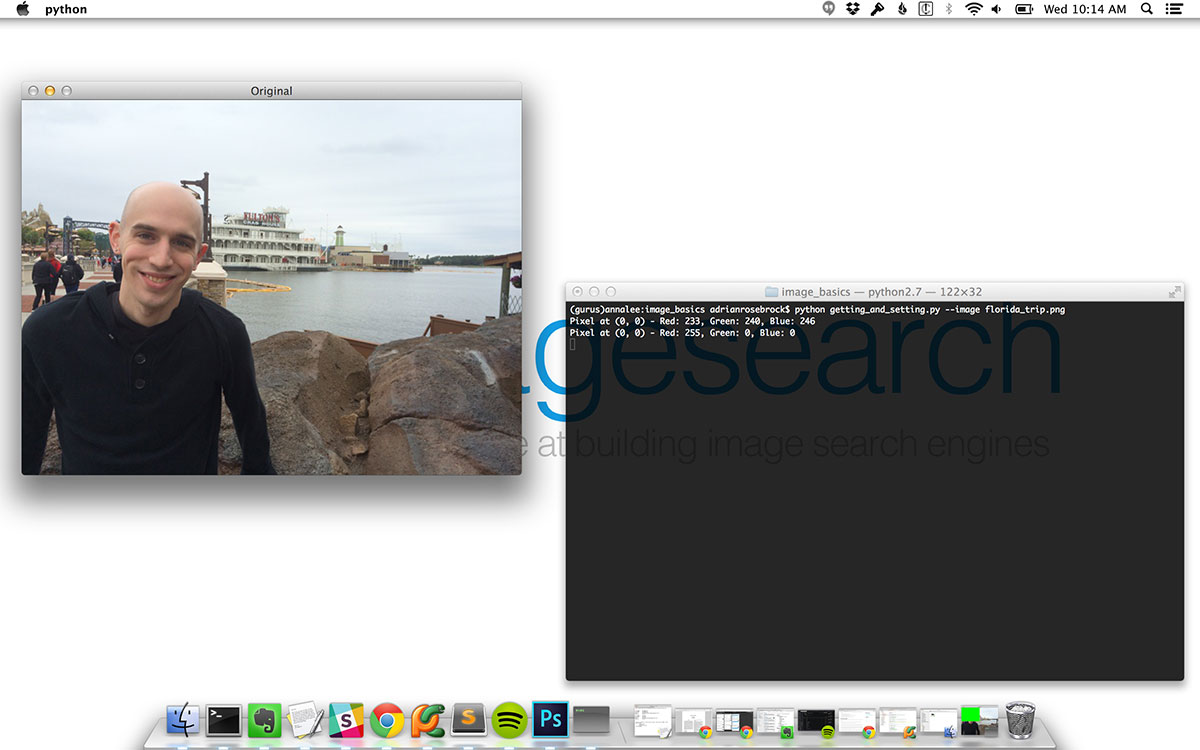 python
Wed 10:14 AM
Original
FULTON'S
image_basics — python2.7 — 122×32
(gurus)annalee:image_basics adrianrosebrock$ python getting_and_setting.py --image florida_trip.png
Pixel at (0, 0) - Red: 233, Green: 240, Blue: 246
Pixel at (0, 0) - Red: 255, Green: 0, Blue: 0
agesearch
e at building image search engines
S
S
Ps